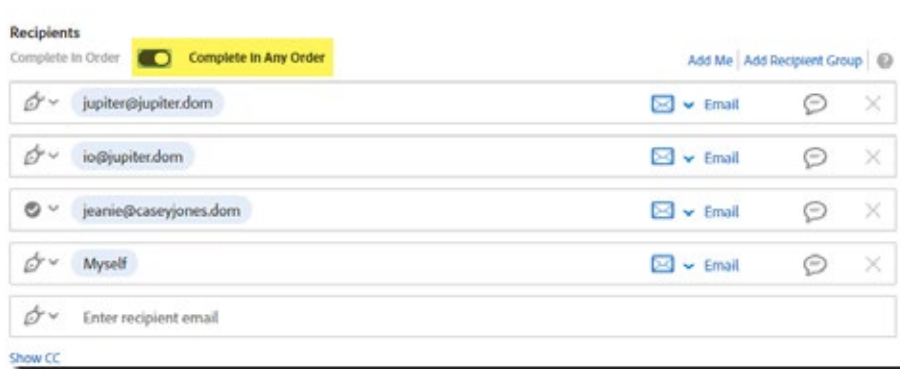 Recipients
Complete In Order Complete In Any Order Add Me Add Recipient Group ?
jupiter@jupiter.dom Email
io@jupiter.dom Email
jeanie@caseyjones.dom Email
Myself Email
Enter recipient email
Show CC